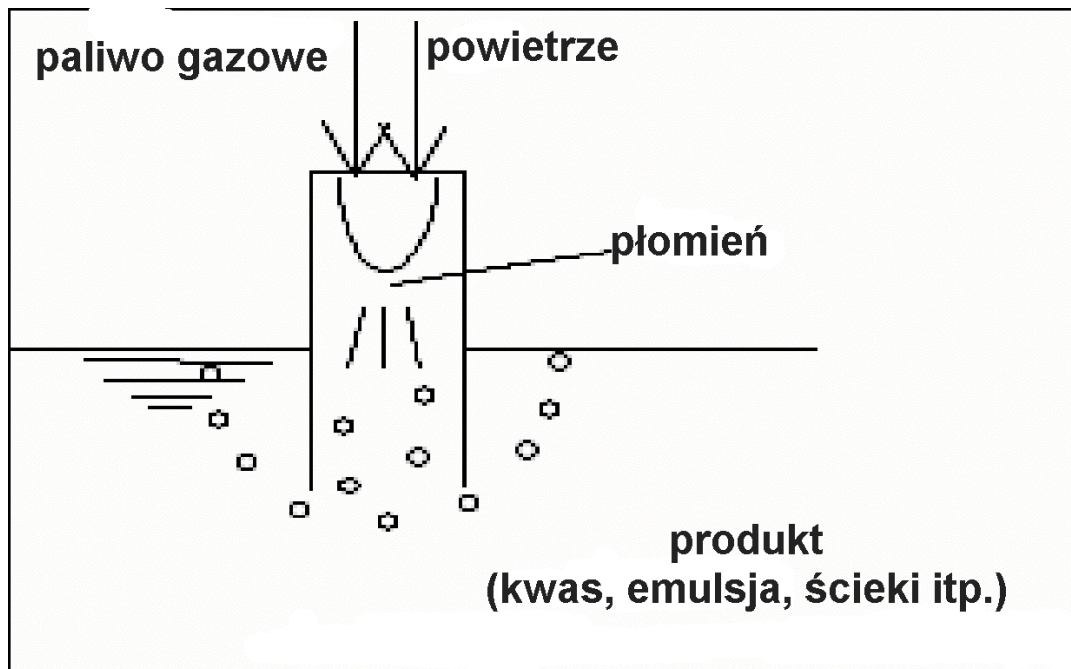 paliwo gazowe
powietrze
płomień
produkt
(kwas, emulsja, ścieki itp.)